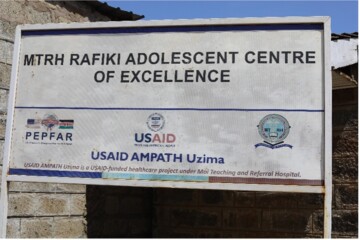 MTRH RAFIKI ADOLESCENT CENTRE
OF EXCELLENCE
PEPFAR
USAID
USAID AMPATH Uzima
USAID AMPATH Uzima is a USAID-funded healthcare project under Moi Teaching and Referral Hospital.